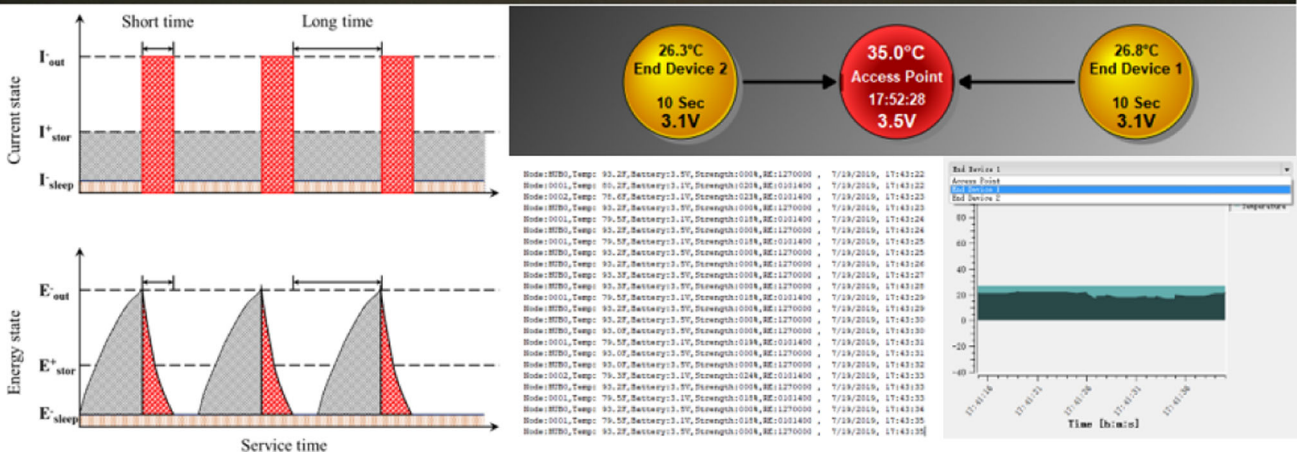 Short time
Long time
Current state
I-out
I+stor
I-sleep
Energy state
E-out
E+stor
E-sleep
Service time
26.3°C
End Device 2
10 Sec
3.1V
35.0°C
Access Point
17:52:28
3.5V
26.8°C
End Device 1
10 Sec
3.1V
Node:HUB0,Temp: 93.2F,Battery:3.5V,Strength:000%,RE:1270000 , 7/19/2019, 17:43:22
Node:0001,Temp: 80.2F,Battery:3.1V,Strength:020%,RE:0101400 , 7/19/2019, 17:43:22
Node:0002,Temp: 78.6F,Battery:3.1V,Strength:023%,RE:0101400 , 7/19/2019, 17:43:23
Node:HUB0,Temp: 93.2F,Battery:3.5V,Strength:000%,RE:1270000 , 7/19/2019, 17:43:23
Node:0001,Temp: 79.5F,Battery:3.1V,Strength:018%,RE:0101400 , 7/19/2019, 17:43:24
Node:HUB0,Temp: 93.2F,Battery:3.5V,Strength:000%,RE:1270000 , 7/19/2019, 17:43:24
Node:0001,Temp: 79.5F,Battery:3.1V,Strength:018%,RE:0101400 , 7/19/2019, 17:43:25
Node:HUB0,Temp: 93.2F,Battery:3.5V,Strength:000%,RE:1270000 , 7/19/2019, 17:43:26
Node:HUB0,Temp: 93.3F,Battery:3.5V,Strength:000%,RE:1270000 , 7/19/2019, 17:43:27
Node:HUB0,Temp: 93.3F,Battery:3.5V,Strength:000%,RE:1270000 , 7/19/2019, 17:43:28
Node:0001,Temp: 79.5F,Battery:3.1V,Strength:018%,RE:0101400 , 7/19/2019, 17:43:29
Node:HUB0,Temp: 93.2F,Battery:3.5V,Strength:000%,RE:1270000 , 7/19/2019, 17:43:29
Node:HUB0,Temp: 93.2F,Battery:3.5V,Strength:000%,RE:1270000 , 7/19/2019, 17:43:30
Node:HUB0,Temp: 93.0F,Battery:3.5V,Strength:000%,RE:1270000 , 7/19/2019, 17:43:30
Node:0001,Temp: 79.5F,Battery:3.1V,Strength:019%,RE:0101400 , 7/19/2019, 17:43:31
Node:HUB0,Temp: 93.0F,Battery:3.5V,Strength:000%,RE:1270000 , 7/19/2019, 17:43:31
Node:HUB0,Temp: 93.2F,Battery:3.5V,Strength:000%,RE:1270000 , 7/19/2019, 17:43:32
Node:0002,Temp: 79.3F,Battery:3.1V,Strength:024%,RE:0101400 , 7/19/2019, 17:43:33
Node:HUB0,Temp: 93.2F,Battery:3.5V,Strength:000%,RE:1270000 , 7/19/2019, 17:43:33
Node:0001,Temp: 79.5F,Battery:3.1V,Strength:018%,RE:0101400 , 7/19/2019, 17:43:33
Node:HUB0,Temp: 93.2F,Battery:3.5V,Strength:000%,RE:1270000 , 7/19/2019, 17:43:34
Node:0001,Temp: 79.5F,Battery:3.1V,Strength:018%,RE:0101400 , 7/19/2019, 17:43:35
Node:HUB0,Temp: 93.2F,Battery:3.5V,Strength:000%,RE:1270000 , 7/19/2019, 17:43:35
End Device 1
Access Point
End Device 1
End Device 2
Temperature
80
60
40
20
0
-20
-40
17:41:16
17:41:21
17:41:26
17:41:31
17:41:36
Time [h:m:s]